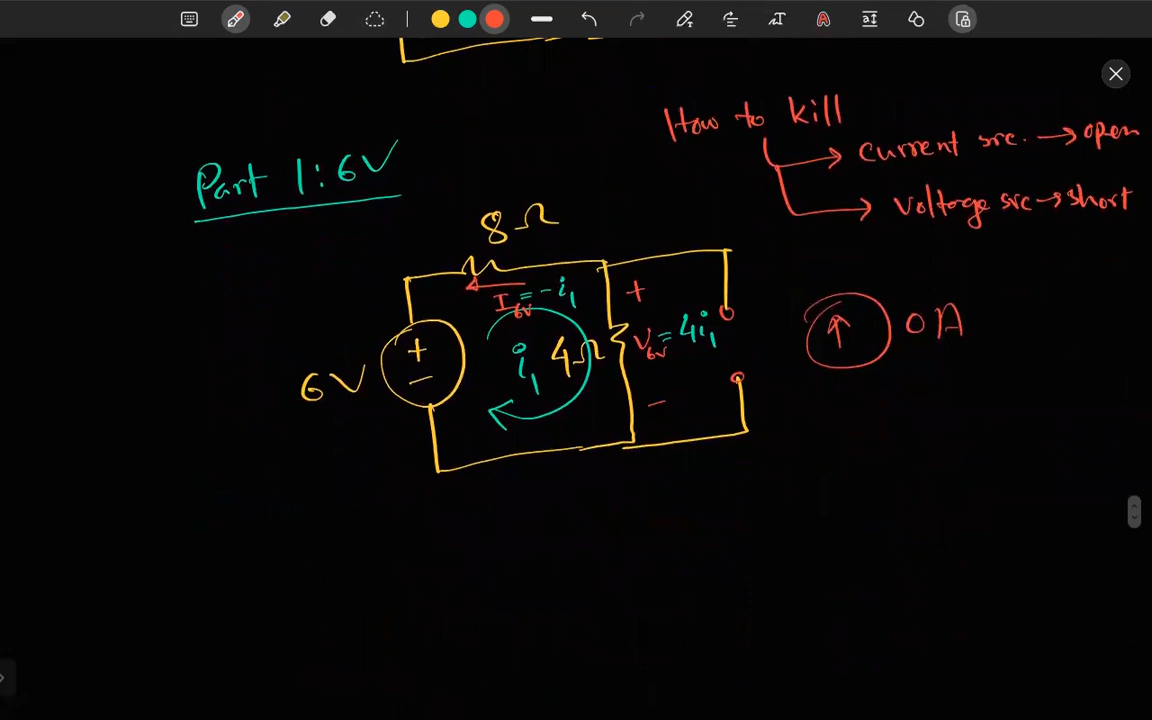 How to kill
current src. → open
Voltage src → short
Part 1: 6V
8Ω
I6V = -i1
+
i1
4Ω
V6V = 4i1
-
+
-
6V
↑ 0A